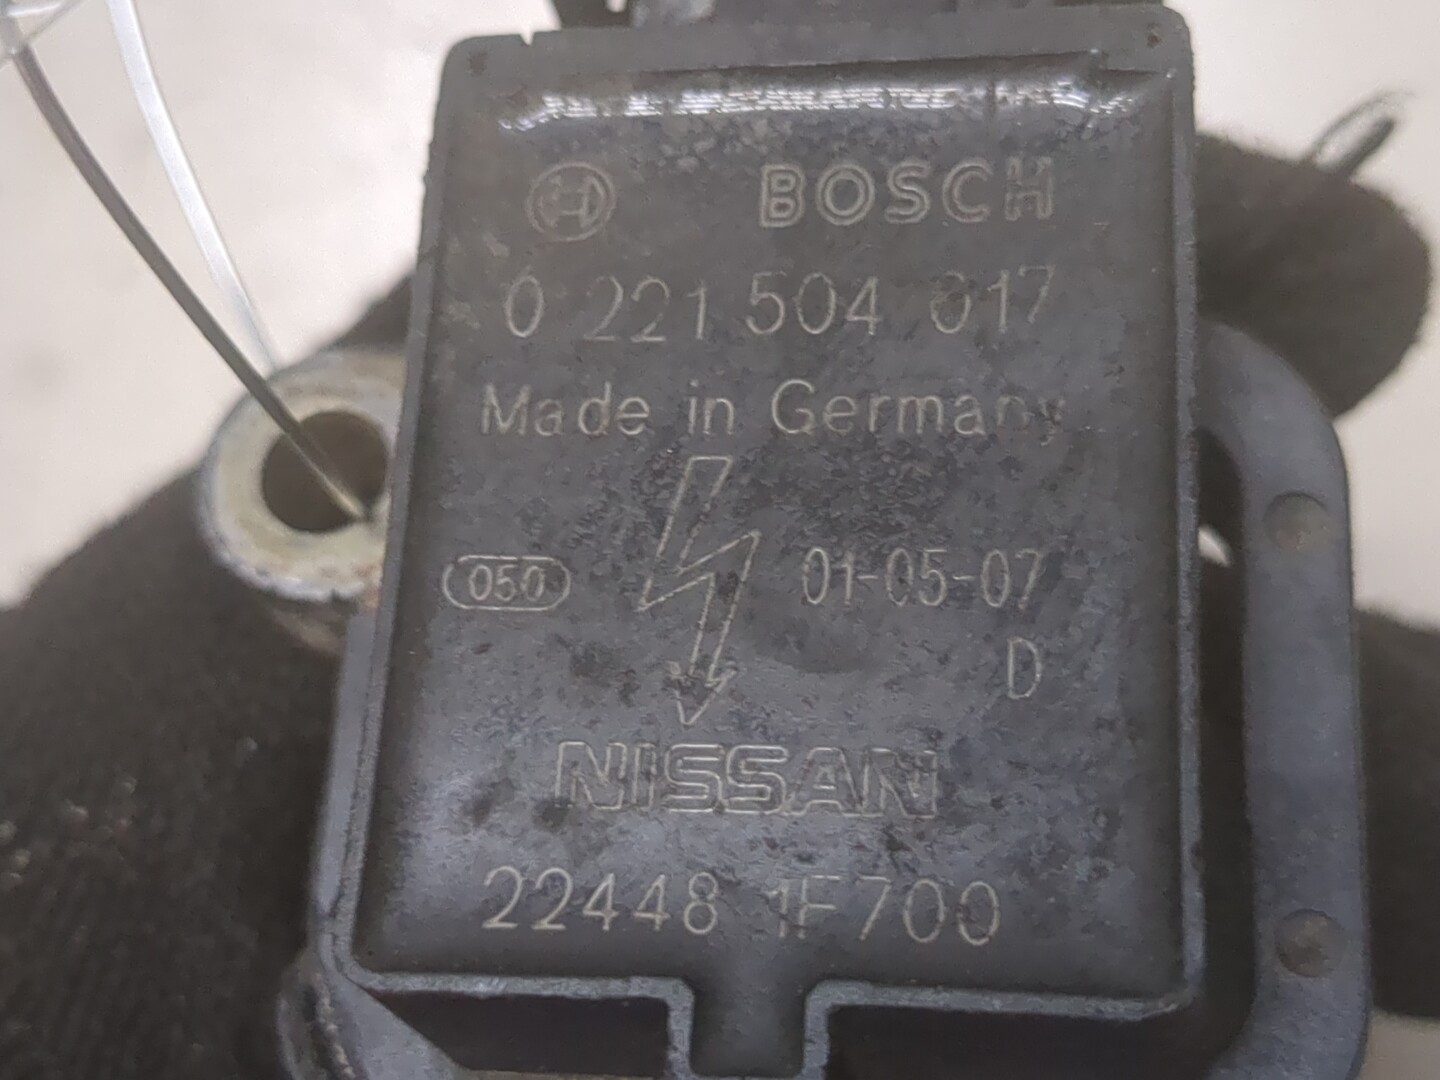 BOSCH
0 221 504 017
Made in Germany
050 01-05-07
D
NISSAN
22448 1F700